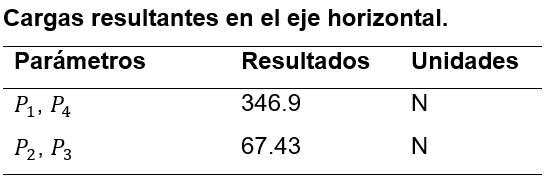 Cargas resultantes en el eje horizontal.
Parámetros Resultados Unidades
P₁, P₄ 346.9 N
P₂, P₃ 67.43 N